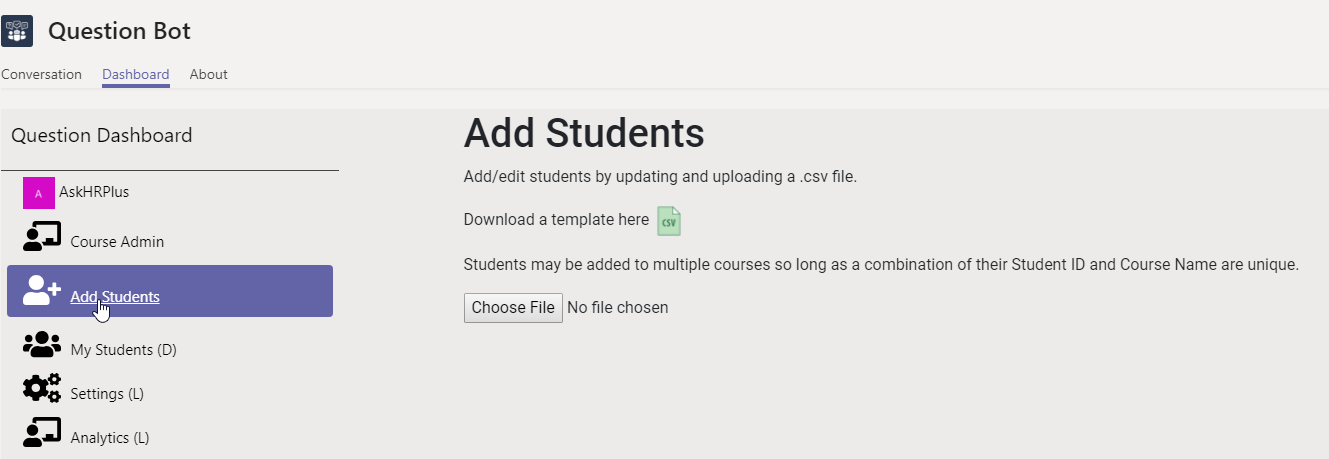 Question Bot
Conversation Dashboard About
Question Dashboard
A AskHRPlus
Course Admin
Add Students
My Students (D)
Settings (L)
Analytics (L)
Add Students
Add/edit students by updating and uploading a .csv file.
Download a template here CSV
Students may be added to multiple courses so long as a combination of their Student ID and Course Name are unique.
Choose File No file chosen